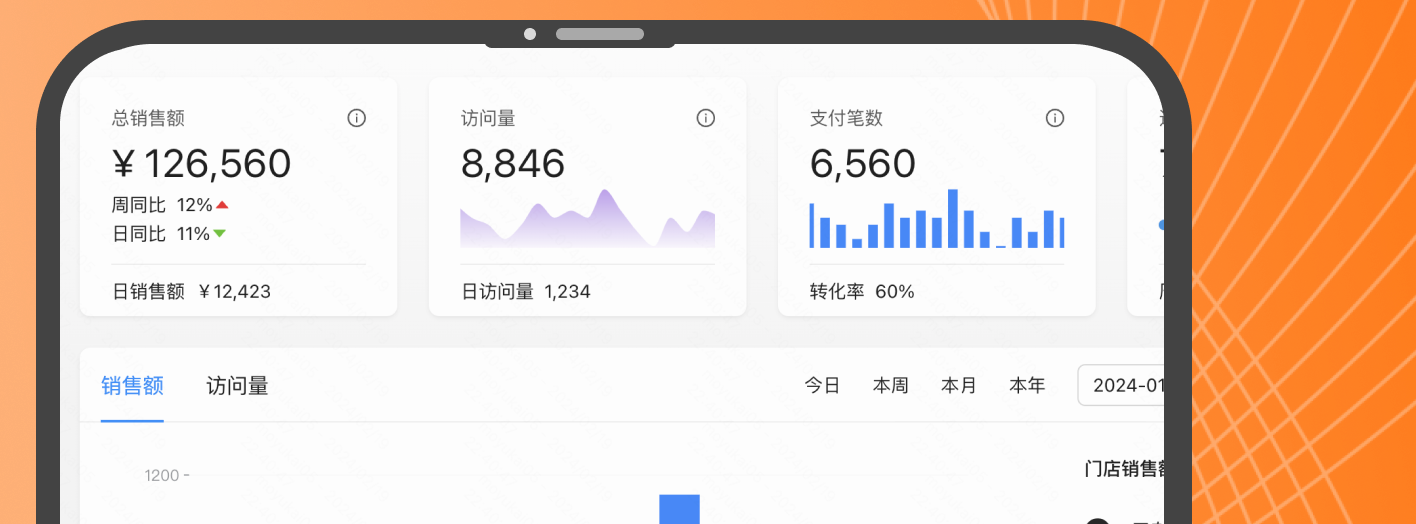 总销售额
¥ 126,560
周同比 12%
日同比 11%
日销售额 ¥ 12,423
访问量
8,846
日访问量 1,234
支付笔数
6,560
转化率 60%
销售额 访问量 今日 本周 本月 本年 2024-01
1200
门店销售额